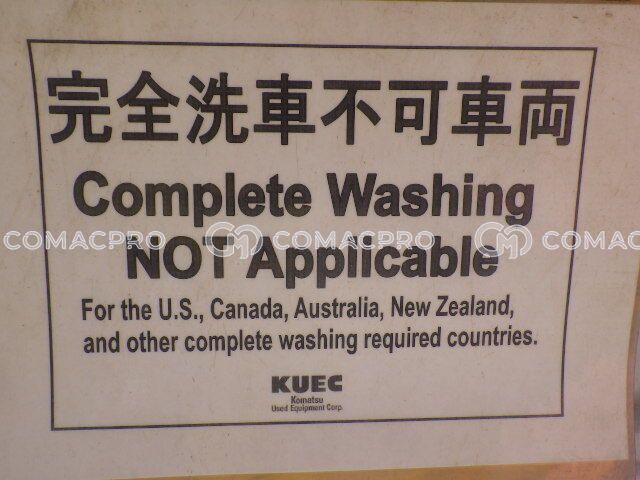 完全洗車不可車両
Complete Washing
NOT Applicable
COMACPRO COMACPRO COMACPRO
For the U.S., Canada, Australia, New Zealand,
and other complete washing required countries.
KUEC
Komatsu
Used Equipment Corp.